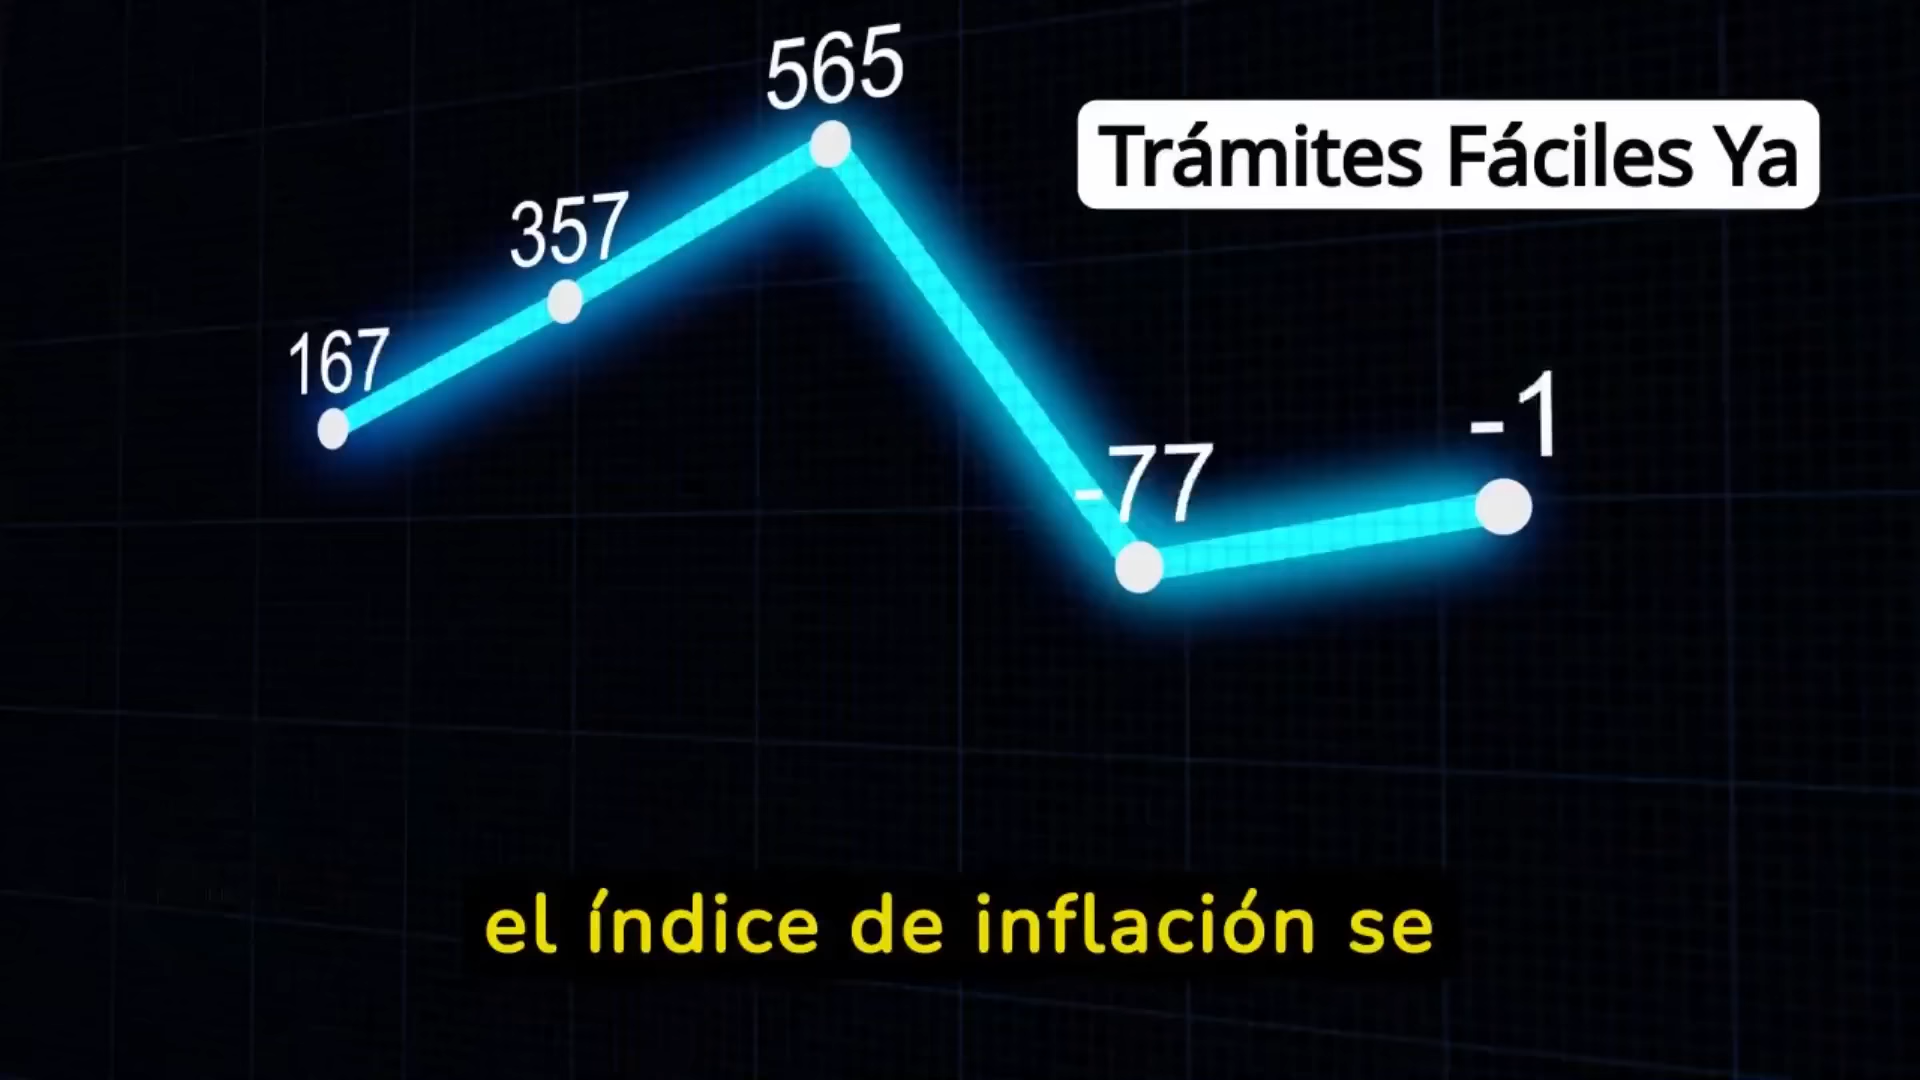 565
Trámites Fáciles Ya
357
167
-1
-77
el índice de inflación se